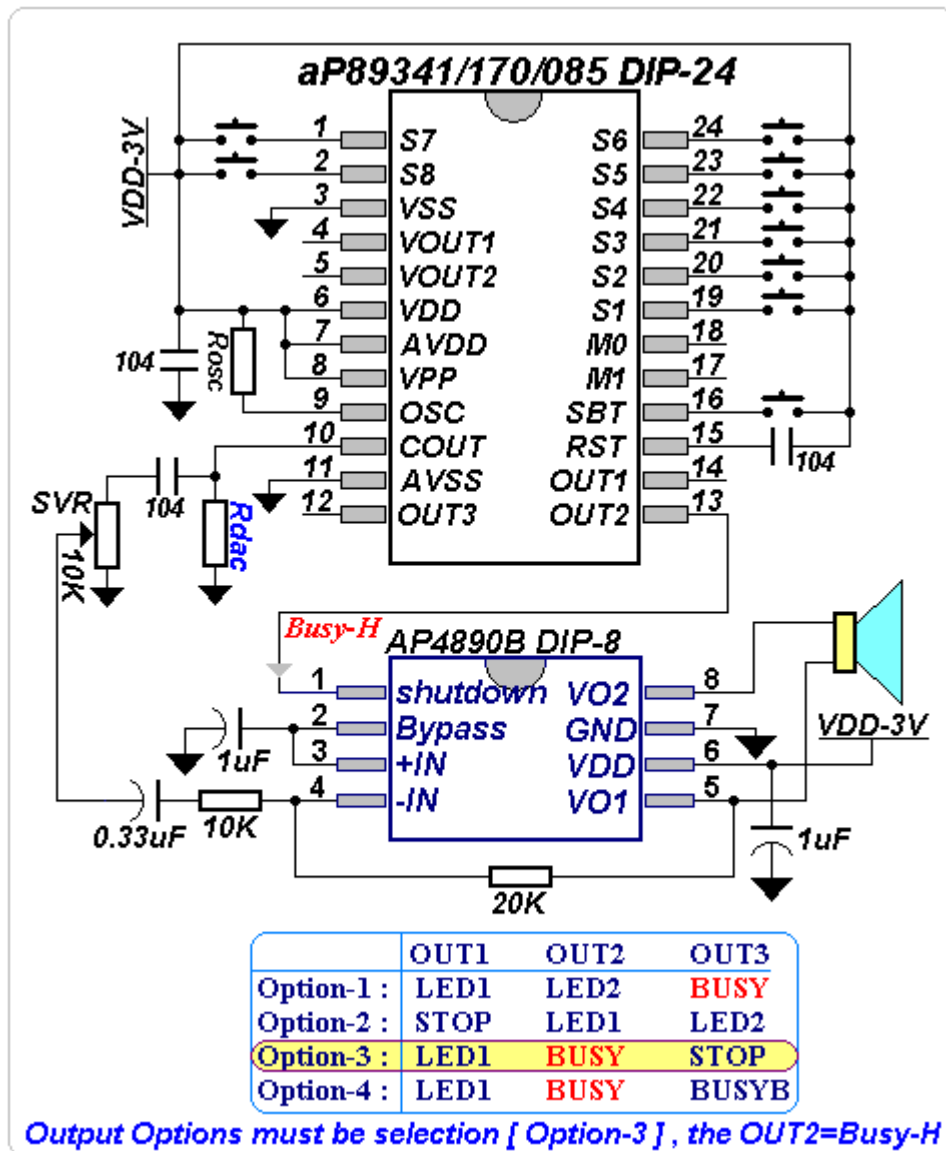 aP89341/170/085 DIP-24
VDD-3V
1 S7 S6 24
2 S8 S5 23
3 VSS S4 22
4 VOUT1 S3 21
5 VOUT2 S2 20
6 VDD S1 19
7 AVDD M0 18
8 VPP M1 17
9 OSC SBT 16
10 COUT RST 15
11 AVSS OUT1 14
12 OUT3 OUT2 13
104
Rosc
104
SVR
104
10K
Rdac
Busy-H
AP4890B DIP-8
1 shutdown VO2 8
2 Bypass GND 7
3 +IN VDD 6
4 -IN VO1 5
VDD-3V
1uF
0.33uF
10K
1uF
20K
OUT1 OUT2 OUT3
Option-1 : LED1 LED2 BUSY
Option-2 : STOP LED1 LED2
Option-3 : LED1 BUSY STOP
Option-4 : LED1 BUSY BUSYB
Output Options must be selection [ Option-3 ] , the OUT2=Busy-H